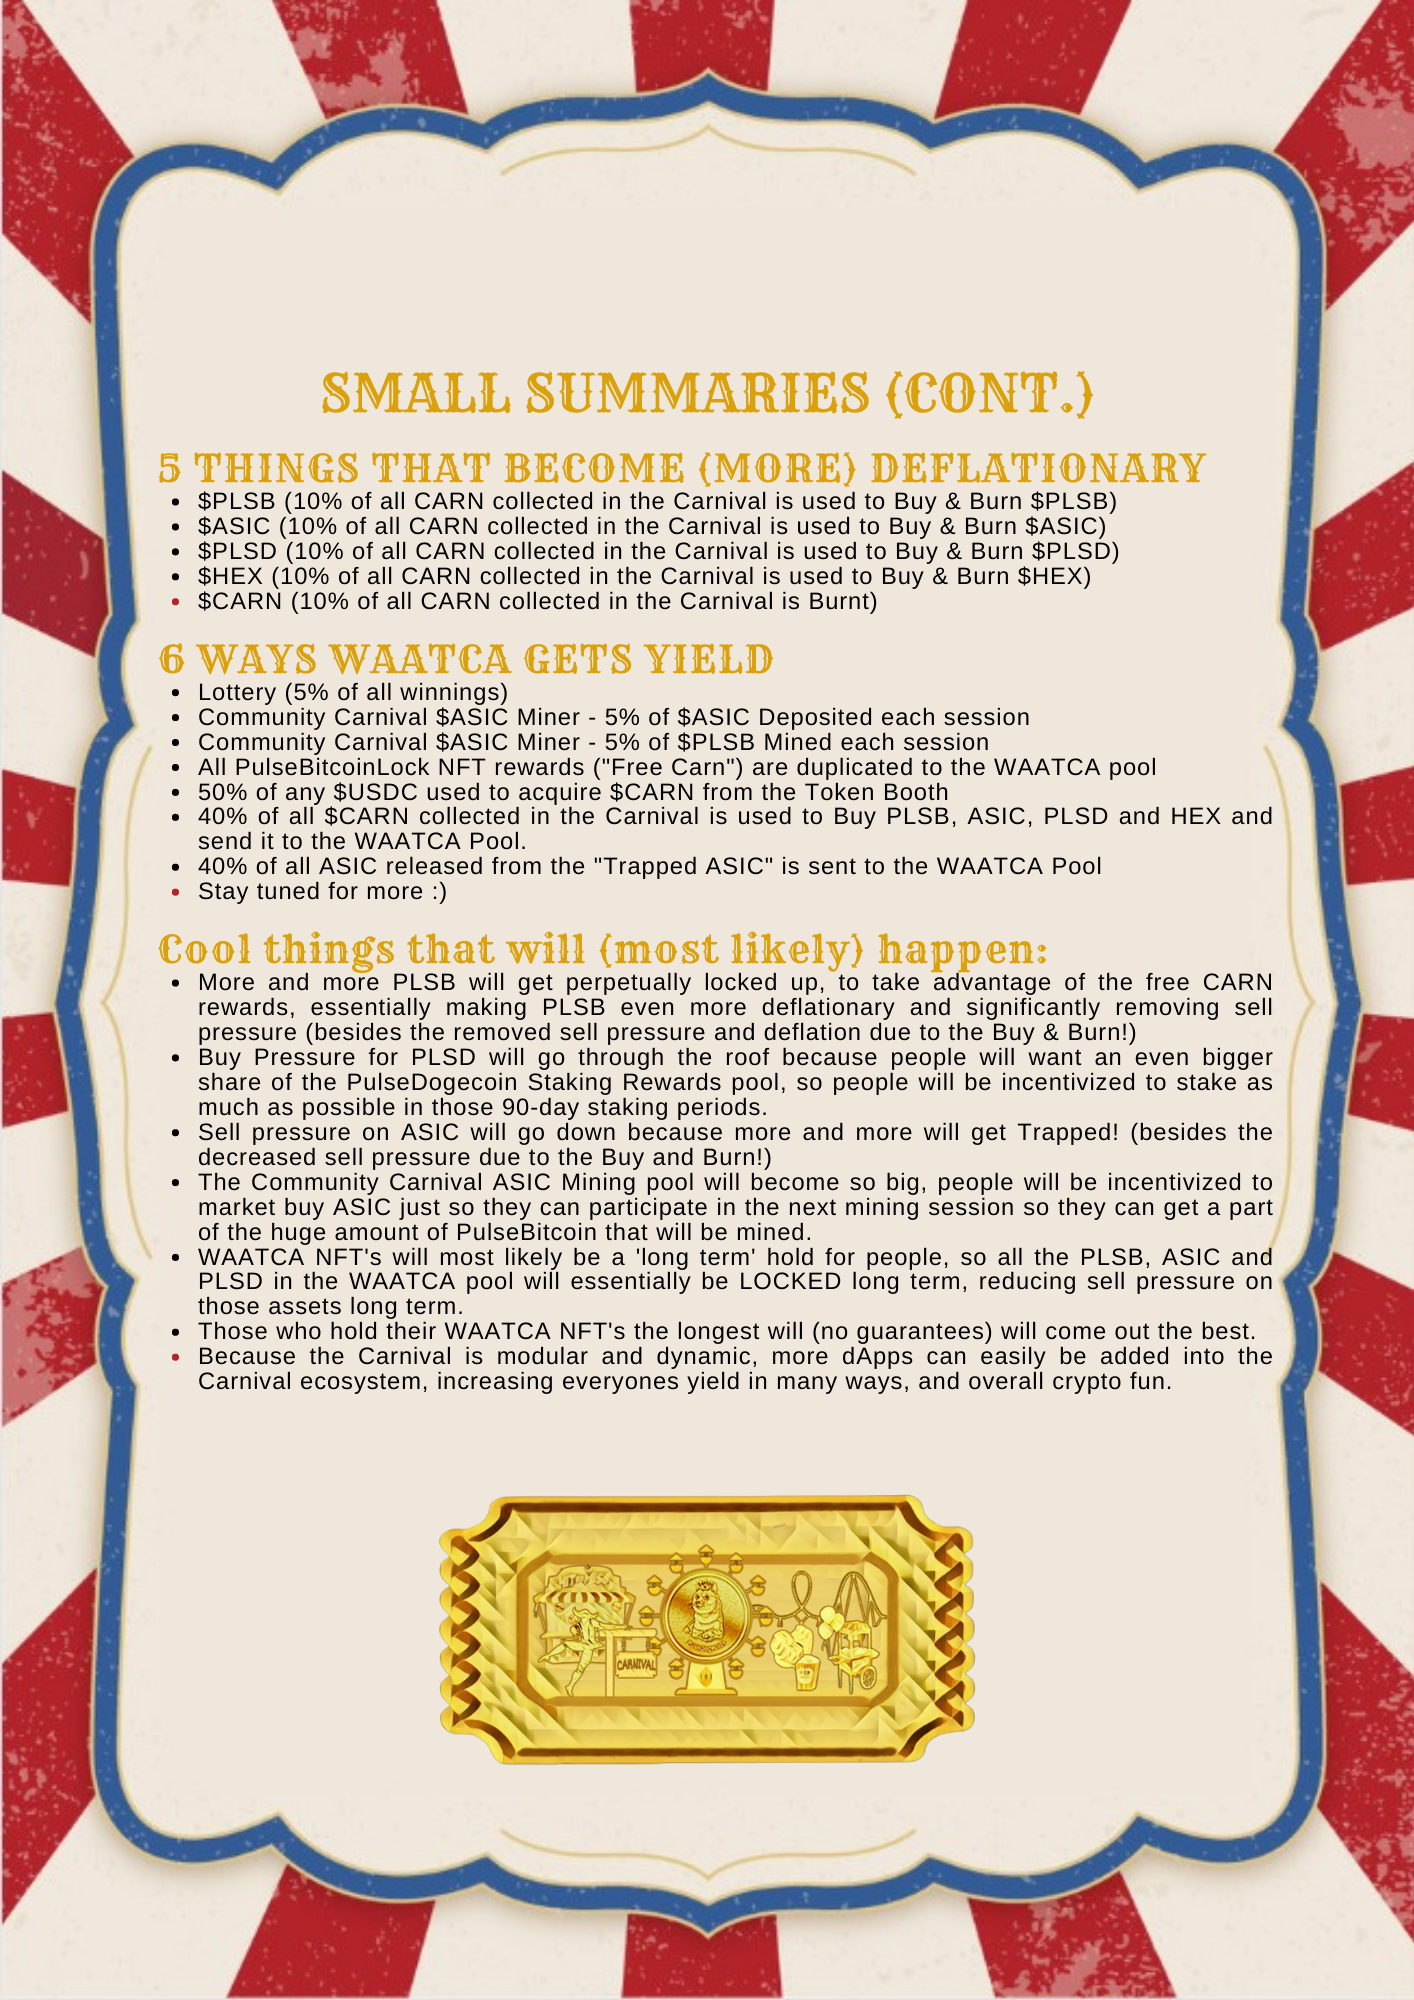 SMALL SUMMARIES (CONT.)
5 THINGS THAT BECOME (MORE) DEFLATIONARY
• $PLSB (10% of all CARN collected in the Carnival is used to Buy & Burn $PLSB)
• $ASIC (10% of all CARN collected in the Carnival is used to Buy & Burn $ASIC)
• $PLSD (10% of all CARN collected in the Carnival is used to Buy & Burn $PLSD)
• $HEX (10% of all CARN collected in the Carnival is used to Buy & Burn $HEX)
• $CARN (10% of all CARN collected in the Carnival is Burnt)
6 WAYS WAATCA GETS YIELD
• Lottery (5% of all winnings)
• Community Carnival $ASIC Miner - 5% of $ASIC Deposited each session
• Community Carnival $ASIC Miner - 5% of $PLSB Mined each session
• All PulseBitcoinLock NFT rewards ("Free Carn") are duplicated to the WAATCA pool
• 50% of any $USDC used to acquire $CARN from the Token Booth
• 40% of all $CARN collected in the Carnival is used to Buy PLSB, ASIC, PLSD and HEX and
send it to the WAATCA Pool.
• 40% of all ASIC released from the "Trapped ASIC" is sent to the WAATCA Pool
• Stay tuned for more :)
Cool things that will (most likely) happen:
• More and more PLSB will get perpetually locked up, to take advantage of the free CARN
rewards, essentially making PLSB even more deflationary and significantly removing sell
pressure (besides the removed sell pressure and deflation due to the Buy & Burn!)
• Buy Pressure for PLSD will go through the roof because people will want an even bigger
share of the PulseDogecoin Staking Rewards pool, so people will be incentivized to stake as
much as possible in those 90-day staking periods.
• Sell pressure on ASIC will go down because more and more will get Trapped! (besides the
decreased sell pressure due to the Buy and Burn!)
• The Community Carnival ASIC Mining pool will become so big, people will be incentivized to
market buy ASIC just so they can participate in the next mining session so they can get a part
of the huge amount of PulseBitcoin that will be mined.
• WAATCA NFT's will most likely be a 'long term' hold for people, so all the PLSB, ASIC and
PLSD in the WAATCA pool will essentially be LOCKED long term, reducing sell pressure on
those assets long term.
• Those who hold their WAATCA NFT's the longest will (no guarantees) will come out the best.
• Because the Carnival is modular and dynamic, more dApps can easily be added into the
Carnival ecosystem, increasing everyones yield in many ways, and overall crypto fun.
CARNIVAL